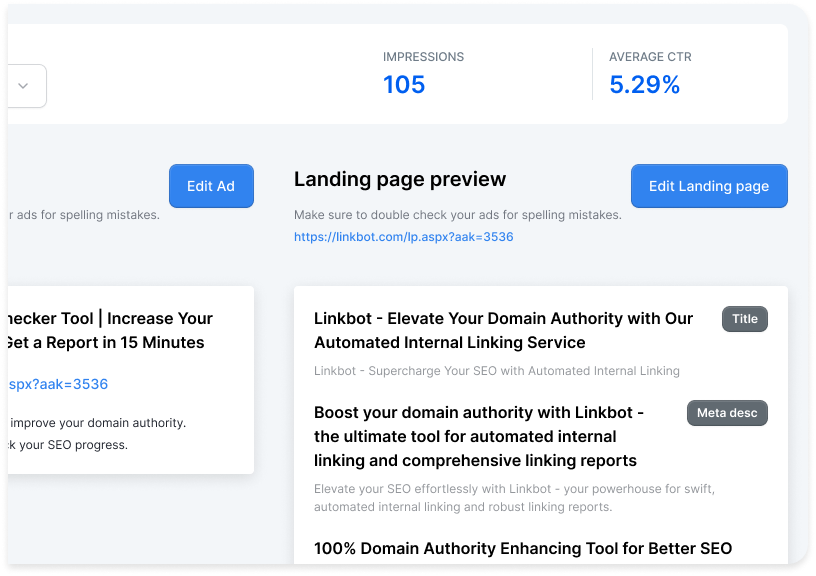 IMPRESSIONS
105
AVERAGE CTR
5.29%
Edit Ad
r ads for spelling mistakes.
Landing page preview
Edit Landing page
Make sure to double check your ads for spelling mistakes.
https://linkbot.com/lp.aspx?aak=3536
hecker Tool | Increase Your
Get a Report in 15 Minutes
spx?aak=3536
improve your domain authority.
ck your SEO progress.
Linkbot - Elevate Your Domain Authority with Our
Automated Internal Linking Service
Title
Linkbot - Supercharge Your SEO with Automated Internal Linking
Boost your domain authority with Linkbot -
the ultimate tool for automated internal
linking and comprehensive linking reports
Meta desc
Elevate your SEO effortlessly with Linkbot - your powerhouse for swift,
automated internal linking and robust linking reports.
100% Domain Authority Enhancing Tool for Better SEO